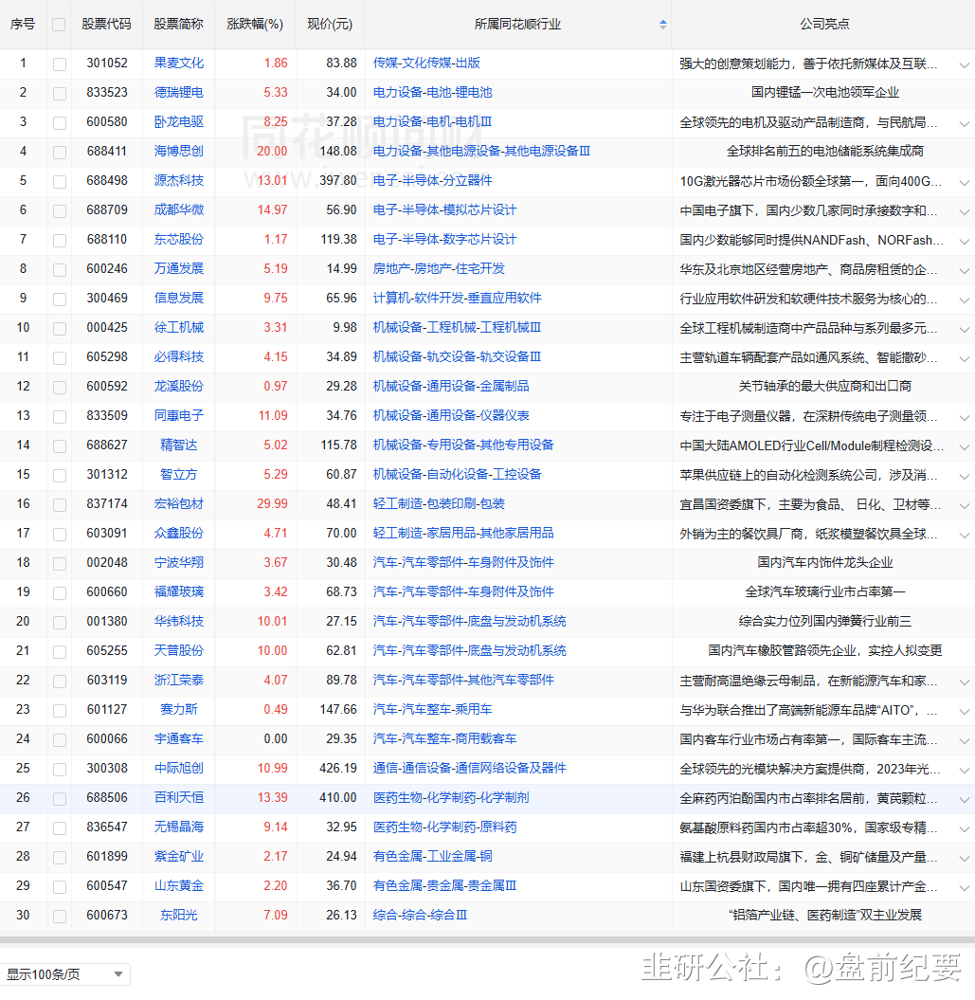 序号 股票代码 股票简称 涨跌幅(%) 现价(元) 所属同花顺行业 公司亮点
1 301052 果麦文化 1.86 83.88 传媒-文化传媒-出版 强大的创意策划能力，善于依托新媒体及互联...
2 833523 德瑞锂电 5.33 34.00 电力设备-电池-锂电池 国内锂锰一次电池领军企业
3 600580 卧龙电驱 8.25 37.28 电力设备-电机-电机Ⅲ 全球领先的电机及驱动产品制造商，与民航局...
4 688411 海博思创 20.00 148.08 电力设备-其他电源设备-其他电源设备Ⅲ 全球排名前五的电池储能系统集成商
5 688498 源杰科技 13.01 397.80 电子-半导体-分立器件 10G激光器芯片市场份额全球第一，面向400G...
6 688709 成都华微 14.97 56.90 电子-半导体-模拟芯片设计 中国电子旗下，国内少数几家同时承接数字和...
7 688110 东芯股份 1.17 119.38 电子-半导体-数字芯片设计 国内少数能够同时提供NANDFash、NORFash...
8 600246 万通发展 5.19 14.99 房地产-房地产-住宅开发 华东及北京地区经营房地产、商品房租赁的企...
9 300469 信息发展 9.75 65.96 计算机-软件开发-垂直应用软件 行业应用软件研发和软硬件技术服务为核心的...
10 000425 徐工机械 3.31 9.98 机械设备-工程机械-工程机械Ⅲ 全球工程机械制造商中产品品种与系列最多元...
11 605298 必得科技 4.15 34.89 机械设备-轨交设备-轨交设备Ⅲ 主营轨道车辆配套产品如通风系统、智能撒砂...
12 600592 龙溪股份 0.97 29.28 机械设备-通用设备-金属制品 关节轴承的最大供应商和出口商
13 833509 同惠电子 11.09 34.76 机械设备-通用设备-仪器仪表 专注于电子测量仪器，在深耕传统电子测量领...
14 688627 精智达 5.02 115.78 机械设备-专用设备-其他专用设备 中国大陆AMOLED行业Cell/Module制程检测设...
15 301312 智立方 5.29 60.87 机械设备-自动化设备-工控设备 苹果供应链上的自动化检测系统公司，涉及消...
16 837174 宏裕包材 29.99 48.41 轻工制造-包装印刷-包装 宜昌国资委旗下，主要为食品、 日化、卫材等...
17 603091 众鑫股份 4.71 70.00 轻工制造-家居用品-其他家居用品 外销为主的餐饮具厂商，纸浆模塑餐饮具全球...
18 002048 宁波华翔 3.67 30.48 汽车-汽车零部件-车身附件及饰件 国内汽车内饰件龙头企业
19 600660 福耀玻璃 3.42 68.73 汽车-汽车零部件-车身附件及饰件 全球汽车玻璃行业市占率第一
20 001380 华纬科技 10.01 27.15 汽车-汽车零部件-底盘与发动机系统 综合实力位列国内弹簧行业前三
21 605255 天普股份 10.00 62.81 汽车-汽车零部件-底盘与发动机系统 国内汽车橡胶管路领先企业，实控人拟变更
22 603119 浙江荣泰 4.07 89.78 汽车-汽车零部件-其他汽车零部件 主营耐高温绝缘云母制品，在新能源汽车和家...
23 601127 赛力斯 0.49 147.66 汽车-汽车整车-乘用车 与华为联合推出了高端新能源车品牌“AITO”，...
24 600066 宇通客车 0.00 29.35 汽车-汽车整车-商用载客车 国内客车行业市场占有率第一，国际客车主流...
25 300308 中际旭创 10.99 426.19 通信-通信设备-通信网络设备及器件 全球领先的光模块解决方案提供商，2023年光...
26 688506 百利天恒 13.39 410.00 医药生物-化学制药-化学制剂 全麻药丙泊酚国内市占率排名居前，黄芪颗粒...
27 836547 无锡晶海 9.14 32.95 医药生物-化学制药-原料药 氨基酸原料药国内市占率超30%，国家级专精...
28 601899 紫金矿业 2.17 24.94 有色金属-工业金属-铜 福建上杭县财政局旗下，金、铜矿储量及产量...
29 600547 山东黄金 2.20 36.70 有色金属-贵金属-贵金属Ⅲ 山东国资委旗下，国内唯一拥有四座累计产金...
30 600673 东阳光 7.09 26.13 综合-综合-综合Ⅲ “铝箔产业链、医药制造”双主业发展
显示100条/页
韭研公社：@盘前纪要